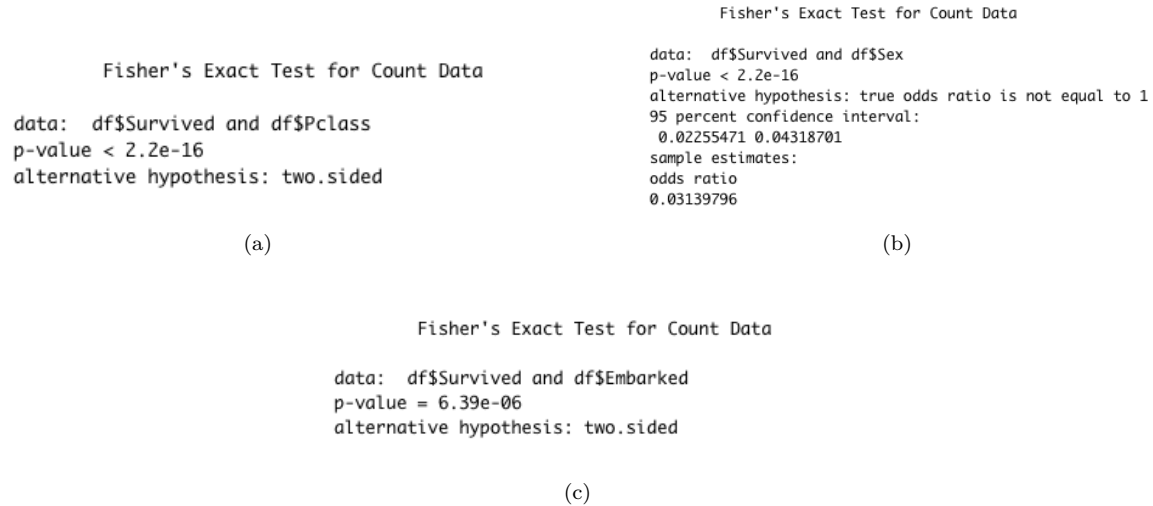 Fisher's Exact Test for Count Data
data:  df$Survived and df$Pclass
p-value < 2.2e-16
alternative hypothesis: two.sided
(a)
Fisher's Exact Test for Count Data
data:  df$Survived and df$Sex
p-value < 2.2e-16
alternative hypothesis: true odds ratio is not equal to 1
95 percent confidence interval:
0.02255471 0.04318701
sample estimates:
odds ratio
0.03139796
(b)
Fisher's Exact Test for Count Data
data:  df$Survived and df$Embarked
p-value = 6.39e-06
alternative hypothesis: two.sided
(c)